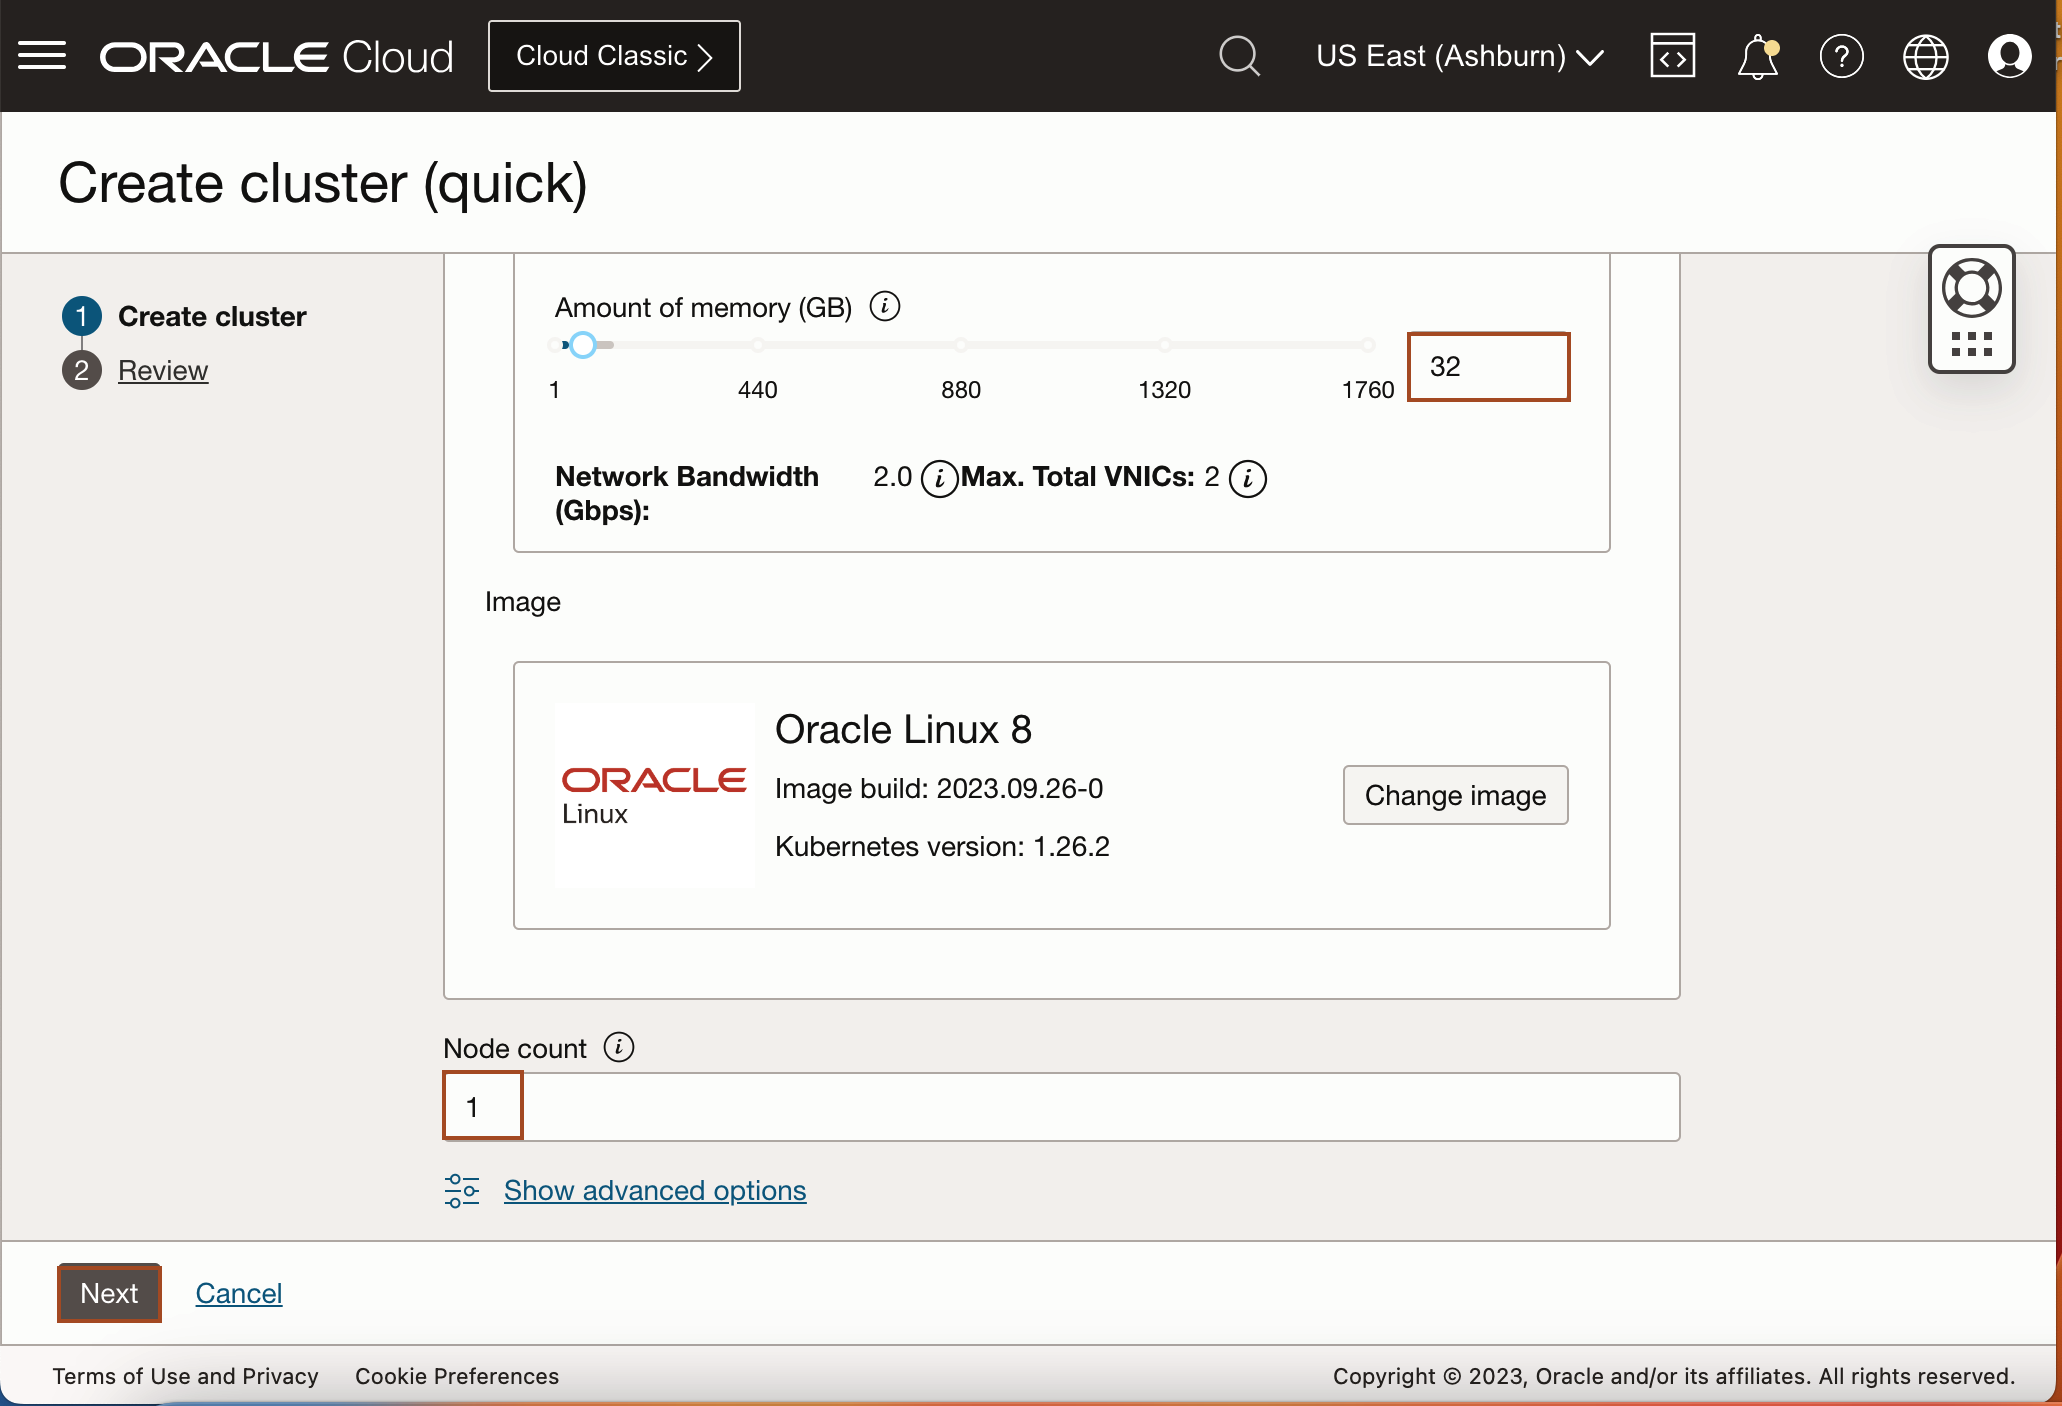 ORACLE Cloud
Cloud Classic
US East (Ashburn)
Create cluster (quick)
1 Create cluster
2 Review
Amount of memory (GB)
1 440 880 1320 1760
32
Network Bandwidth (Gbps): 2.0 Max. Total VNICs: 2
Image
ORACLE
Linux
Oracle Linux 8
Image build: 2023.09.26-0
Kubernetes version: 1.26.2
Change image
Node count
1
Show advanced options
Next Cancel
Terms of Use and Privacy Cookie Preferences Copyright © 2023, Oracle and/or its affiliates. All rights reserved.